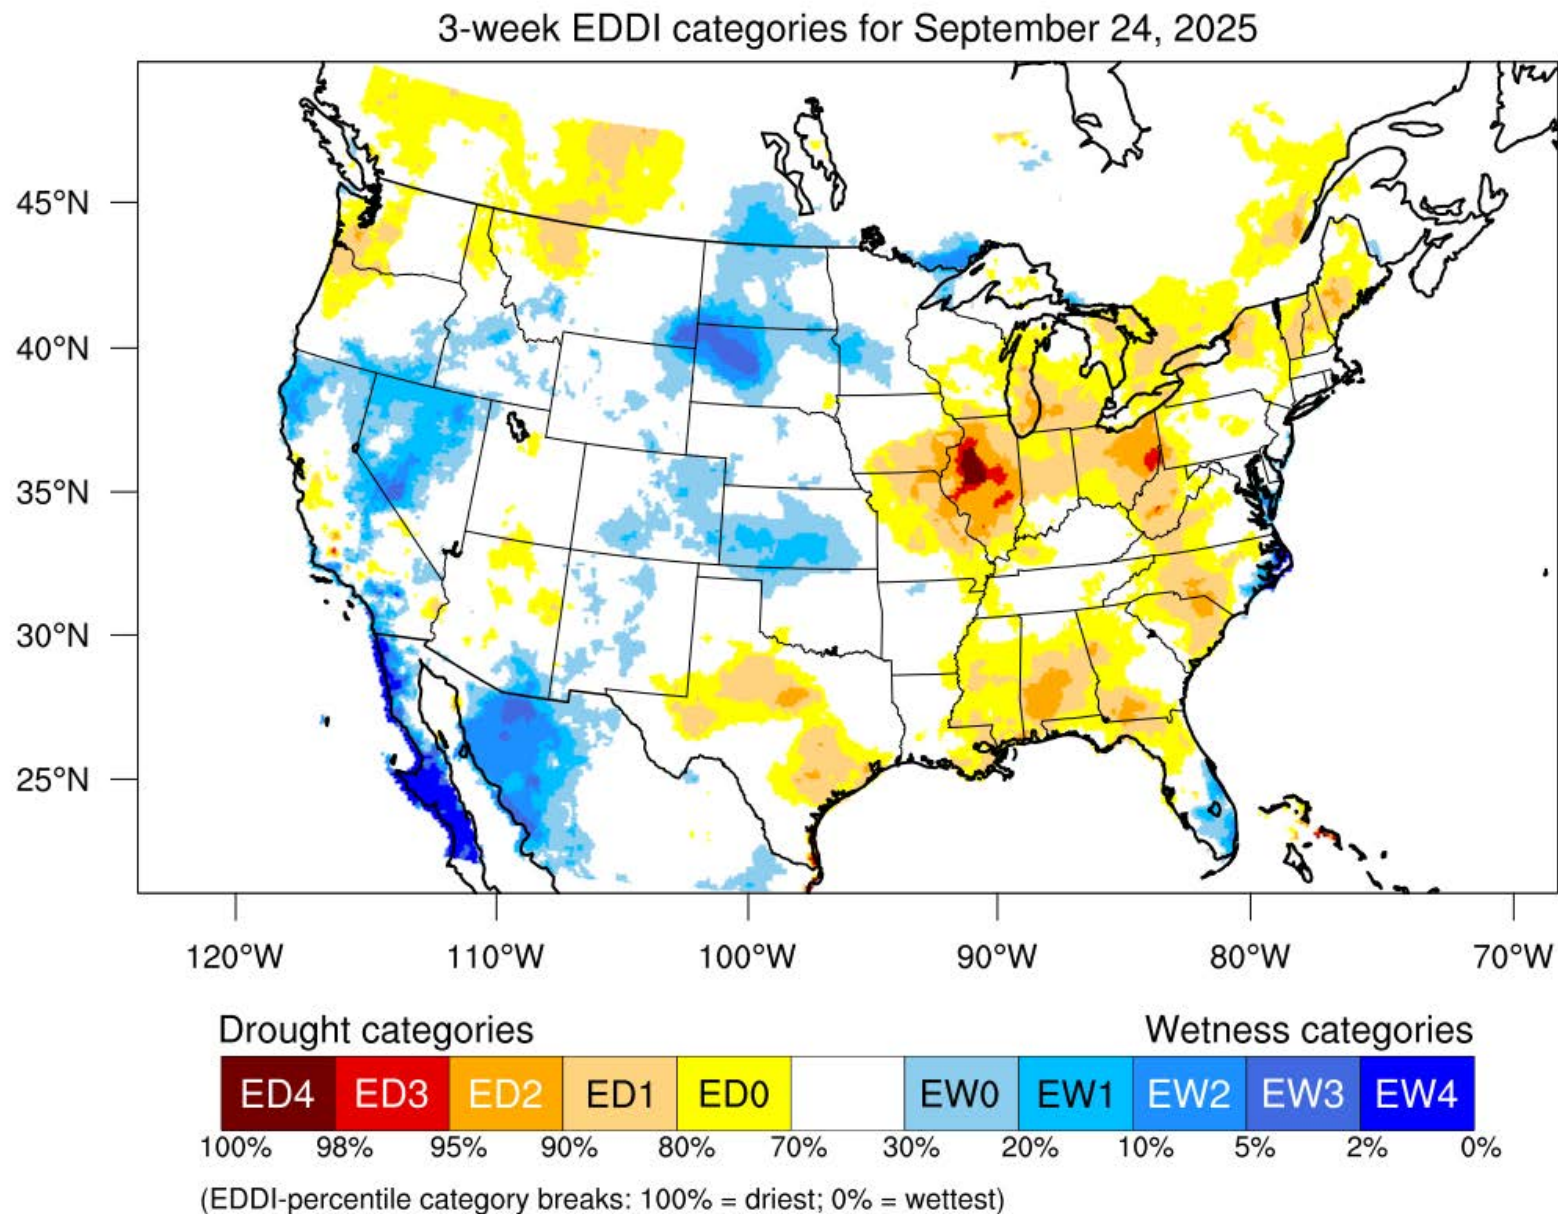 3-week EDDI categories for September 24, 2025
45°N
40°N
35°N
30°N
25°N
120°W 110°W 100°W 90°W 80°W 70°W
Drought categories Wetness categories
ED4 ED3 ED2 ED1 ED0 EW0 EW1 EW2 EW3 EW4
100% 98% 95% 90% 80% 70% 30% 20% 10% 5% 2% 0%
(EDDI-percentile category breaks: 100% = driest; 0% = wettest)